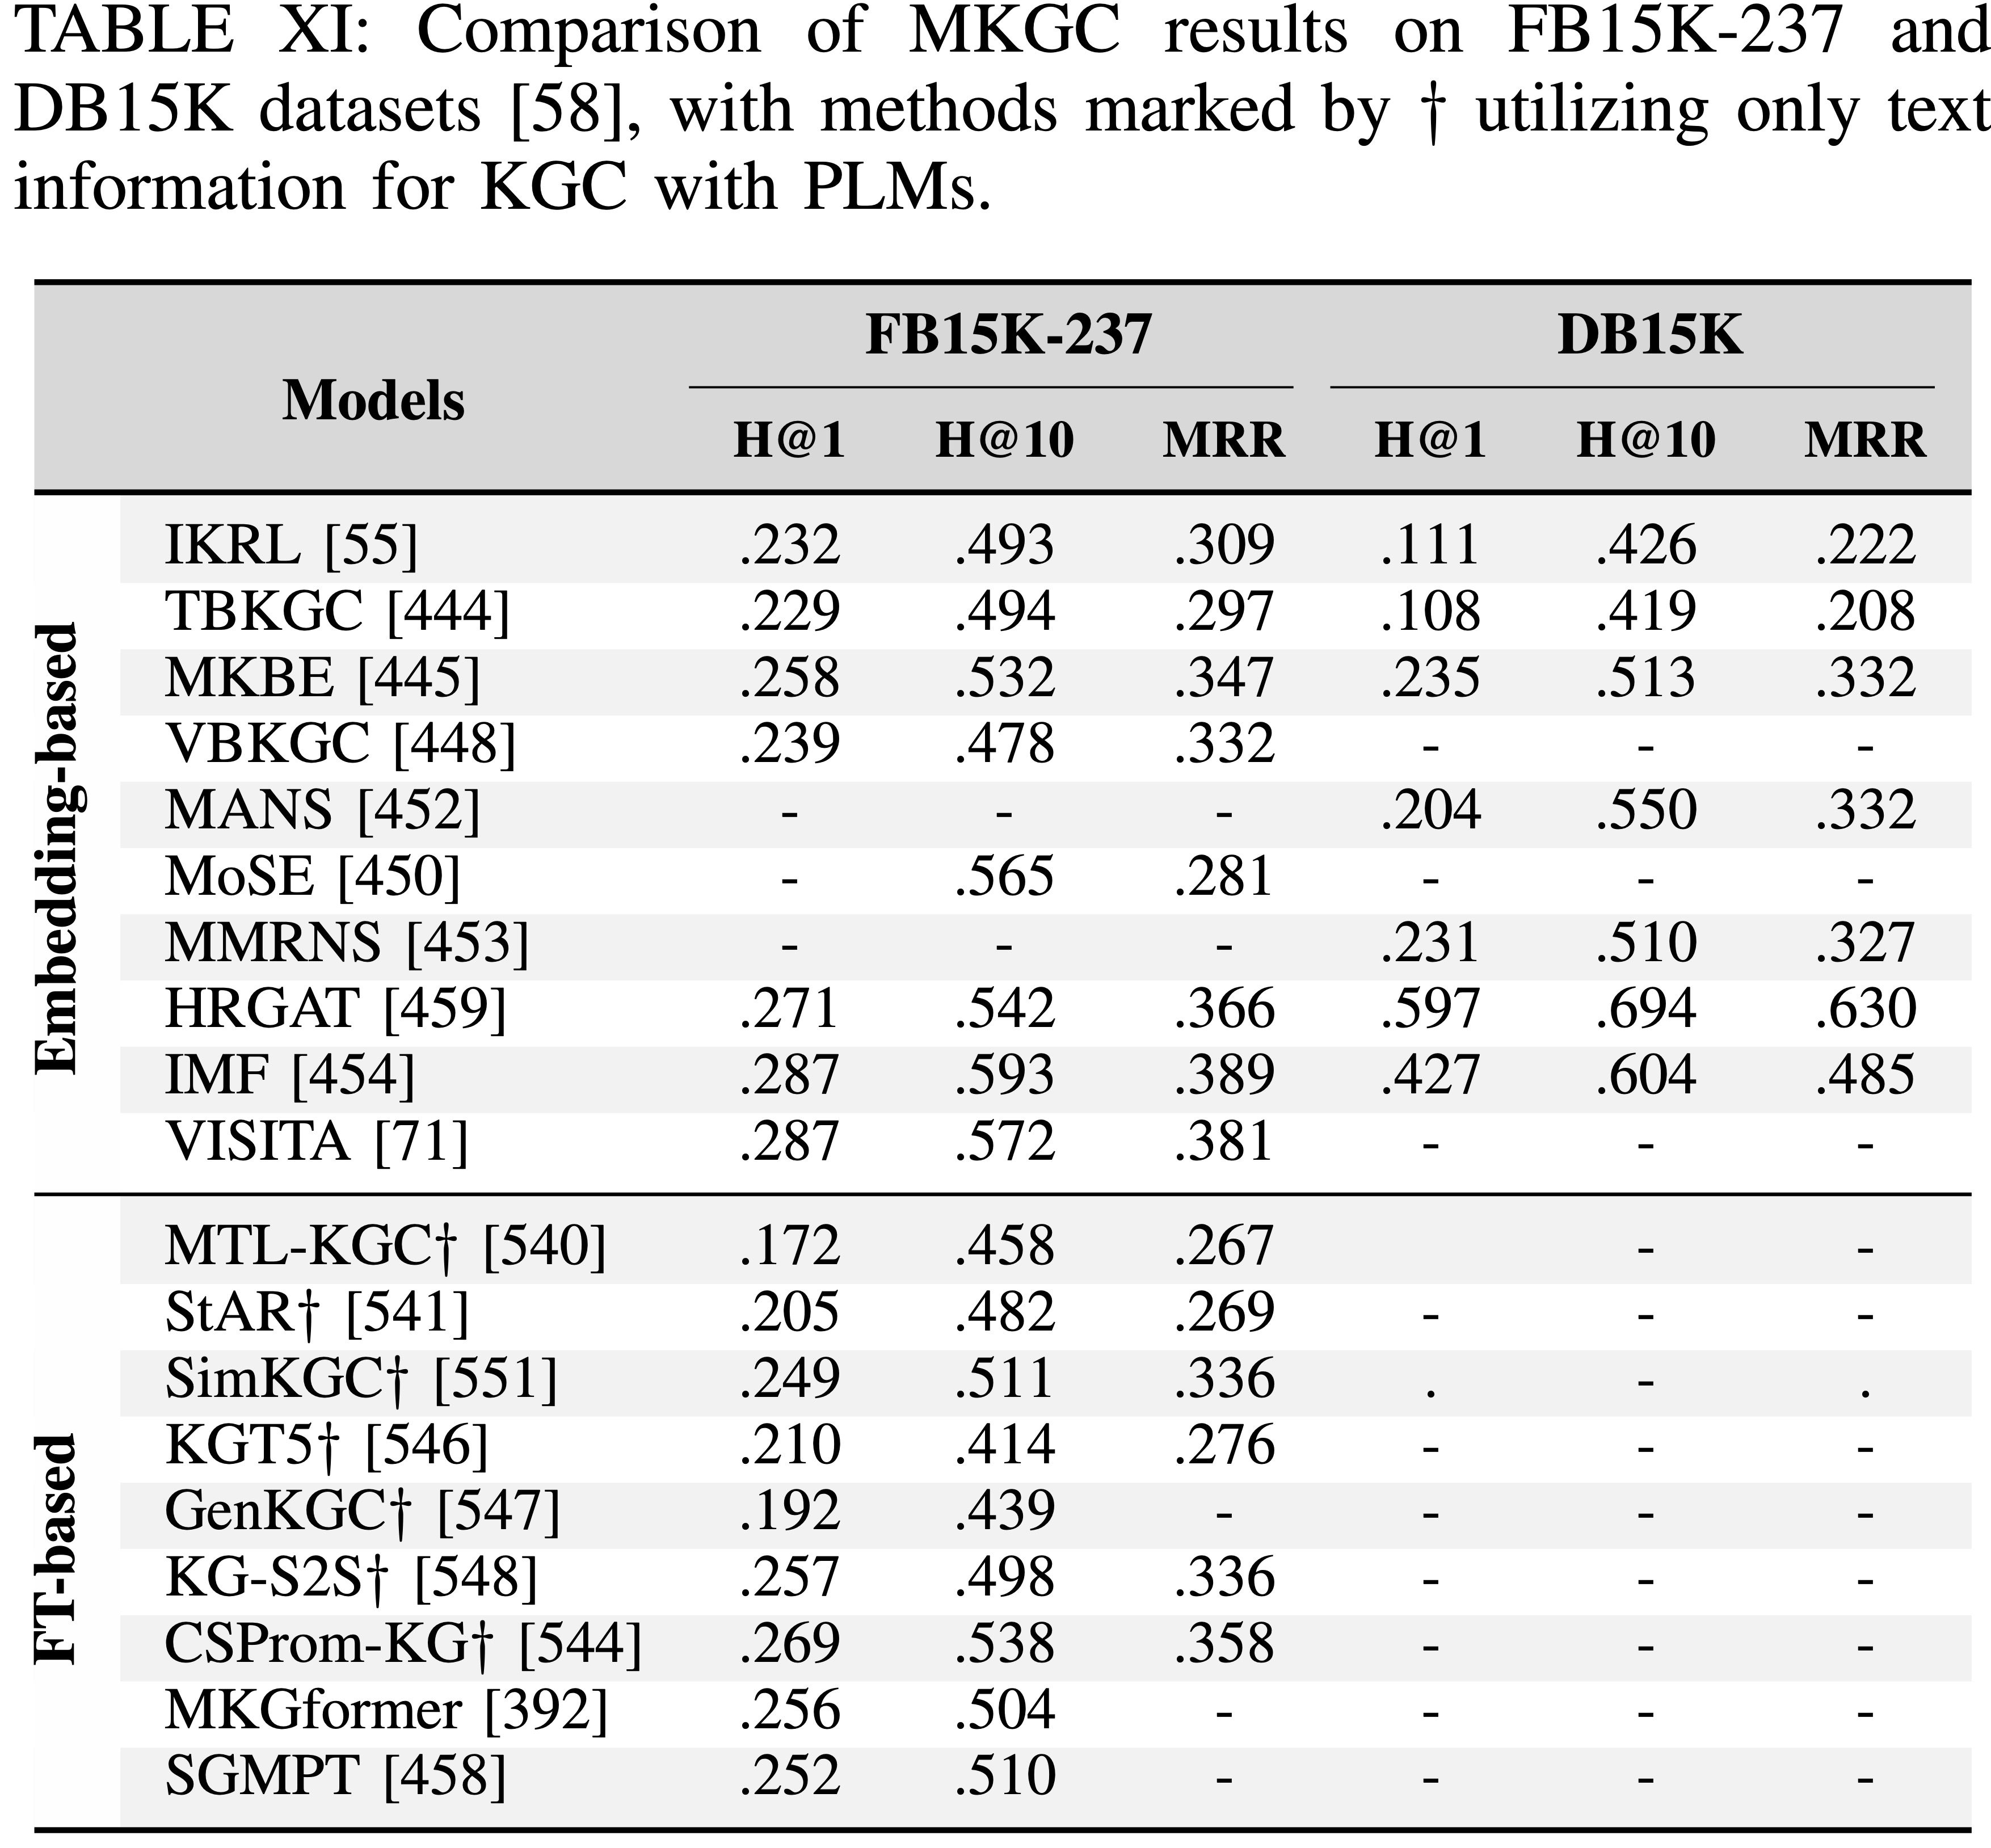 TABLE XI: Comparison of MKGC results on FB15K-237 and
DB15K datasets [58], with methods marked by † utilizing only text
information for KGC with PLMs.
Models FB15K-237 DB15K
H@1 H@10 MRR H@1 H@10 MRR
Embedding-based
IKRL [55] .232 .493 .309 .111 .426 .222
TBKGC [444] .229 .494 .297 .108 .419 .208
MKBE [445] .258 .532 .347 .235 .513 .332
VBKGC [448] .239 .478 .332 - - -
MANS [452] - - - .204 .550 .332
MoSE [450] - .565 .281 - - -
MMRNS [453] - - - .231 .510 .327
HRGAT [459] .271 .542 .366 .597 .694 .630
IMF [454] .287 .593 .389 .427 .604 .485
VISITA [71] .287 .572 .381 - - -
FT-based
MTL-KGC† [540] .172 .458 .267 - -
StAR† [541] .205 .482 .269 - - -
SimKGC† [551] .249 .511 .336 . - .
KGT5† [546] .210 .414 .276 - - -
GenKGC† [547] .192 .439 - - - -
KG-S2S† [548] .257 .498 .336 - - -
CSProm-KG† [544] .269 .538 .358 - - -
MKGformer [392] .256 .504 - - - -
SGMPT [458] .252 .510 - - - -